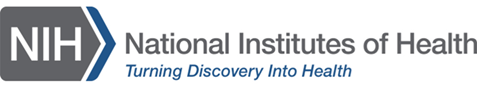 NIH National Institutes of Health
Turning Discovery Into Health